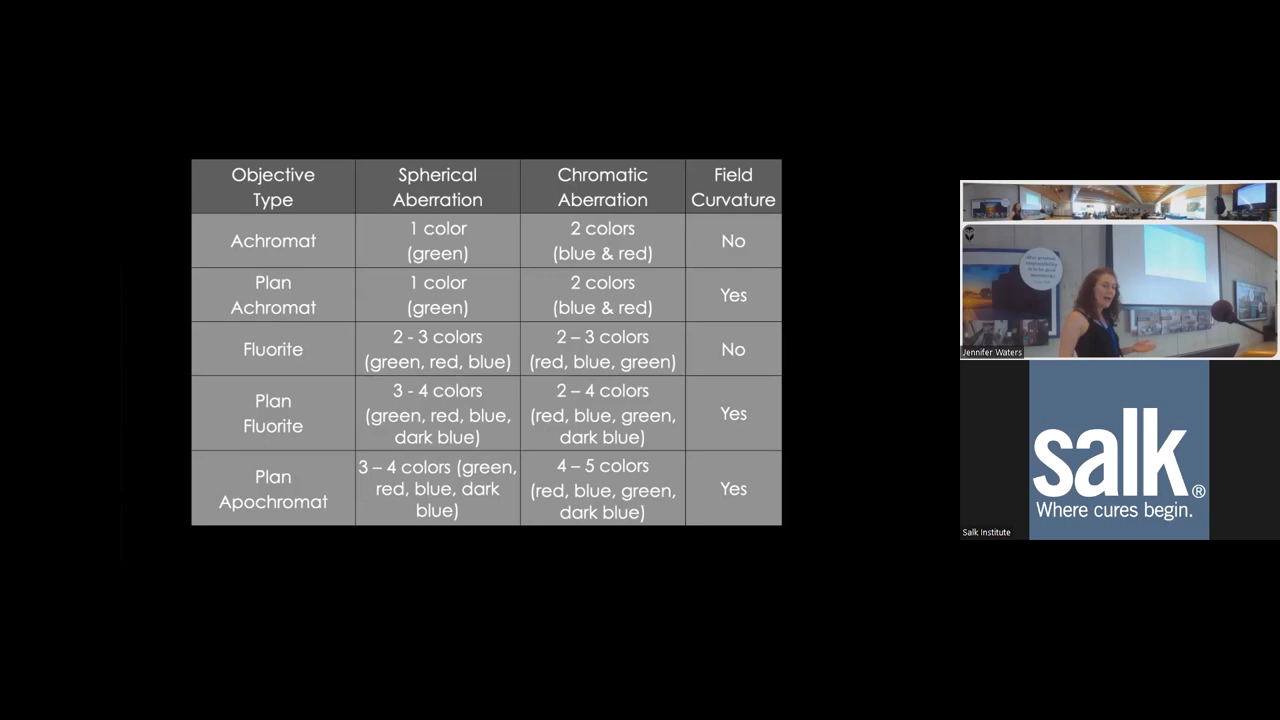 Objective
Type
Spherical
Aberration
Chromatic
Aberration
Field
Curvature
Achromat
1 color
(green)
2 colors
(blue & red)
No
Plan
Achromat
1 color
(green)
2 colors
(blue & red)
Yes
Fluorite
2 - 3 colors
(green, red, blue)
2 – 3 colors
(red, blue, green)
No
Plan
Fluorite
3 - 4 colors
(green, red, blue,
dark blue)
2 – 4 colors
(red, blue, green,
dark blue)
Yes
Plan
Apochromat
3 – 4 colors (green,
red, blue, dark
blue)
4 – 5 colors
(red, blue, green,
dark blue)
Yes
Jennifer Waters
salk®
Where cures begin.
Salk Institute